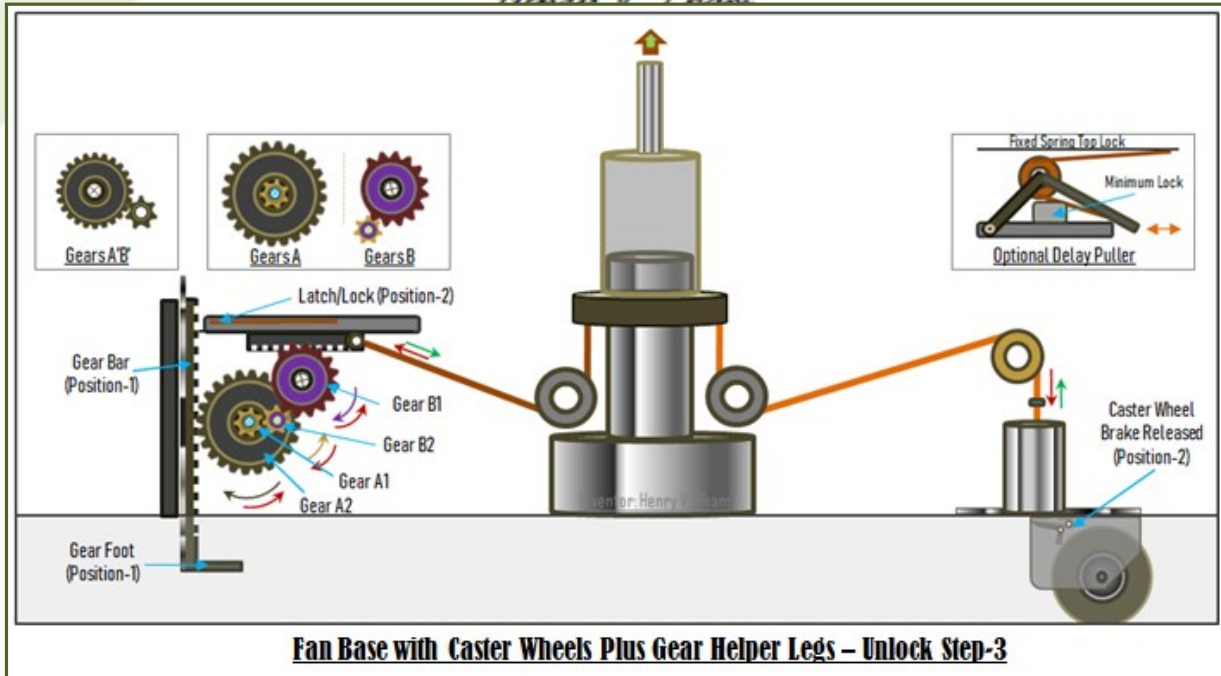 Fixed Spring Top Lock
Minimum Lock
Optional Delay Puller
Gears A'B'
Gears A
Gears B
Latch/Lock (Position-2)
Gear Bar
(Position-1)
Gear B1
Gear B2
Gear A1
Gear A2
Caster Wheel
Brake Released
(Position-2)
Inventor: Henry
Gear Foot
(Position-1)
Fan Base with Caster Wheels Plus Gear Helper Legs – Unlock Step-3